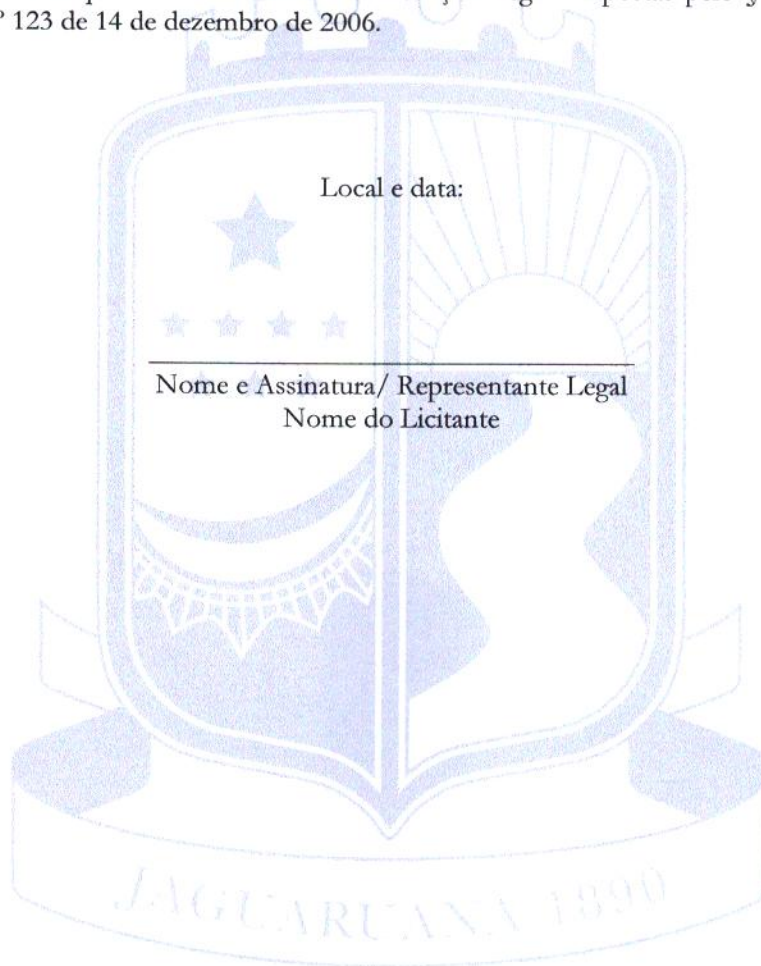 º 123 de 14 de dezembro de 2006.
Local e data:
Nome e Assinatura/ Representante Legal
Nome do Licitante
JAGUARUANA 1890